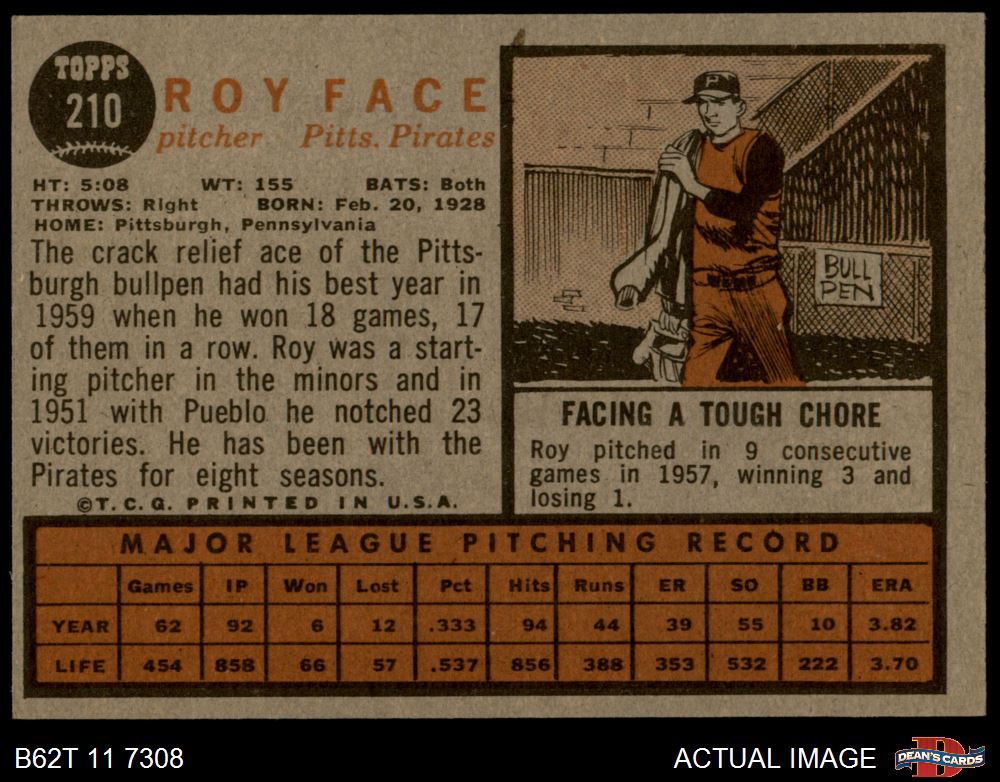 TOPPS
210
ROY FACE
pitcher Pitts. Pirates
HT: 5:08 WT: 155 BATS: Both
THROWS: Right BORN: Feb. 20, 1928
HOME: Pittsburgh, Pennsylvania
The crack relief ace of the Pitts-
burgh bullpen had his best year in
1959 when he won 18 games, 17
of them in a row. Roy was a start-
ing pitcher in the minors and in
1951 with Pueblo he notched 23
victories. He has been with the
Pirates for eight seasons.
©T.C.G. PRINTED IN U.S.A.
P
BULL
PEN
FACING A TOUGH CHORE
Roy pitched in 9 consecutive
games in 1957, winning 3 and
losing 1.
MAJOR LEAGUE PITCHING RECORD
Games IP Won Lost Pct Hits Runs ER SO BB ERA
YEAR 62 92 6 12 .333 94 44 39 55 10 3.82
LIFE 454 858 66 57 .537 856 388 353 532 222 3.70
B62T 11 7308 ACTUAL IMAGE
D
DEAN'S CARDS